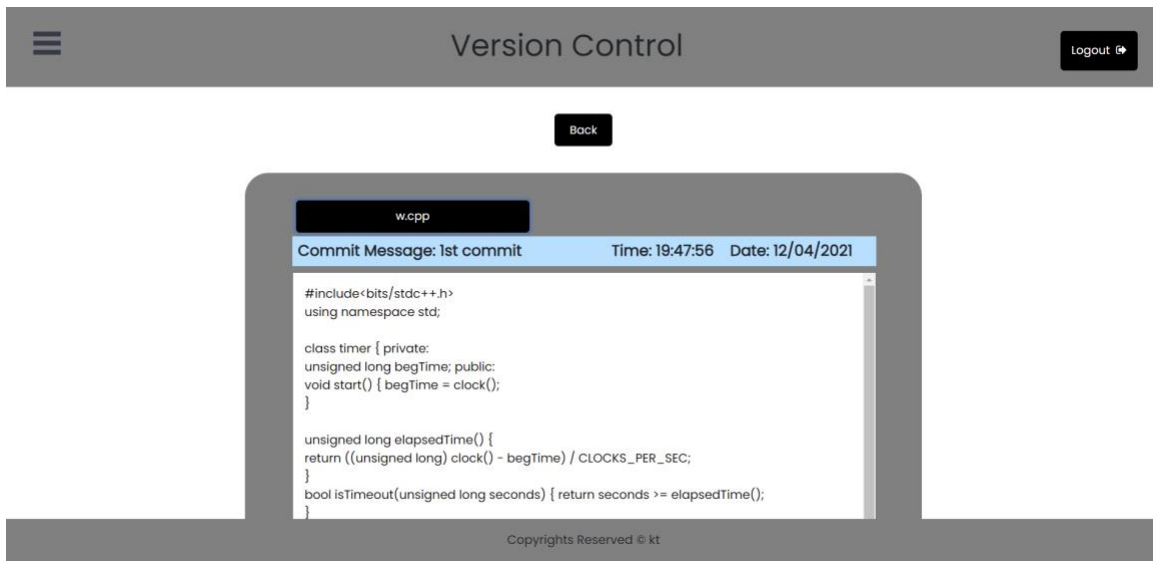 Version Control
Logout
Back
w.cpp
Commit Message: 1st commit Time: 19:47:56 Date: 12/04/2021
#include<bits/stdc++.h>
using namespace std;
class timer { private:
unsigned long begTime; public:
void start() { begTime = clock();
}
unsigned long elapsedTime() {
return ((unsigned long) clock() - begTime) / CLOCKS_PER_SEC;
}
bool isTimeout(unsigned long seconds) { return seconds >= elapsedTime();
}
Copyrights Reserved © kt